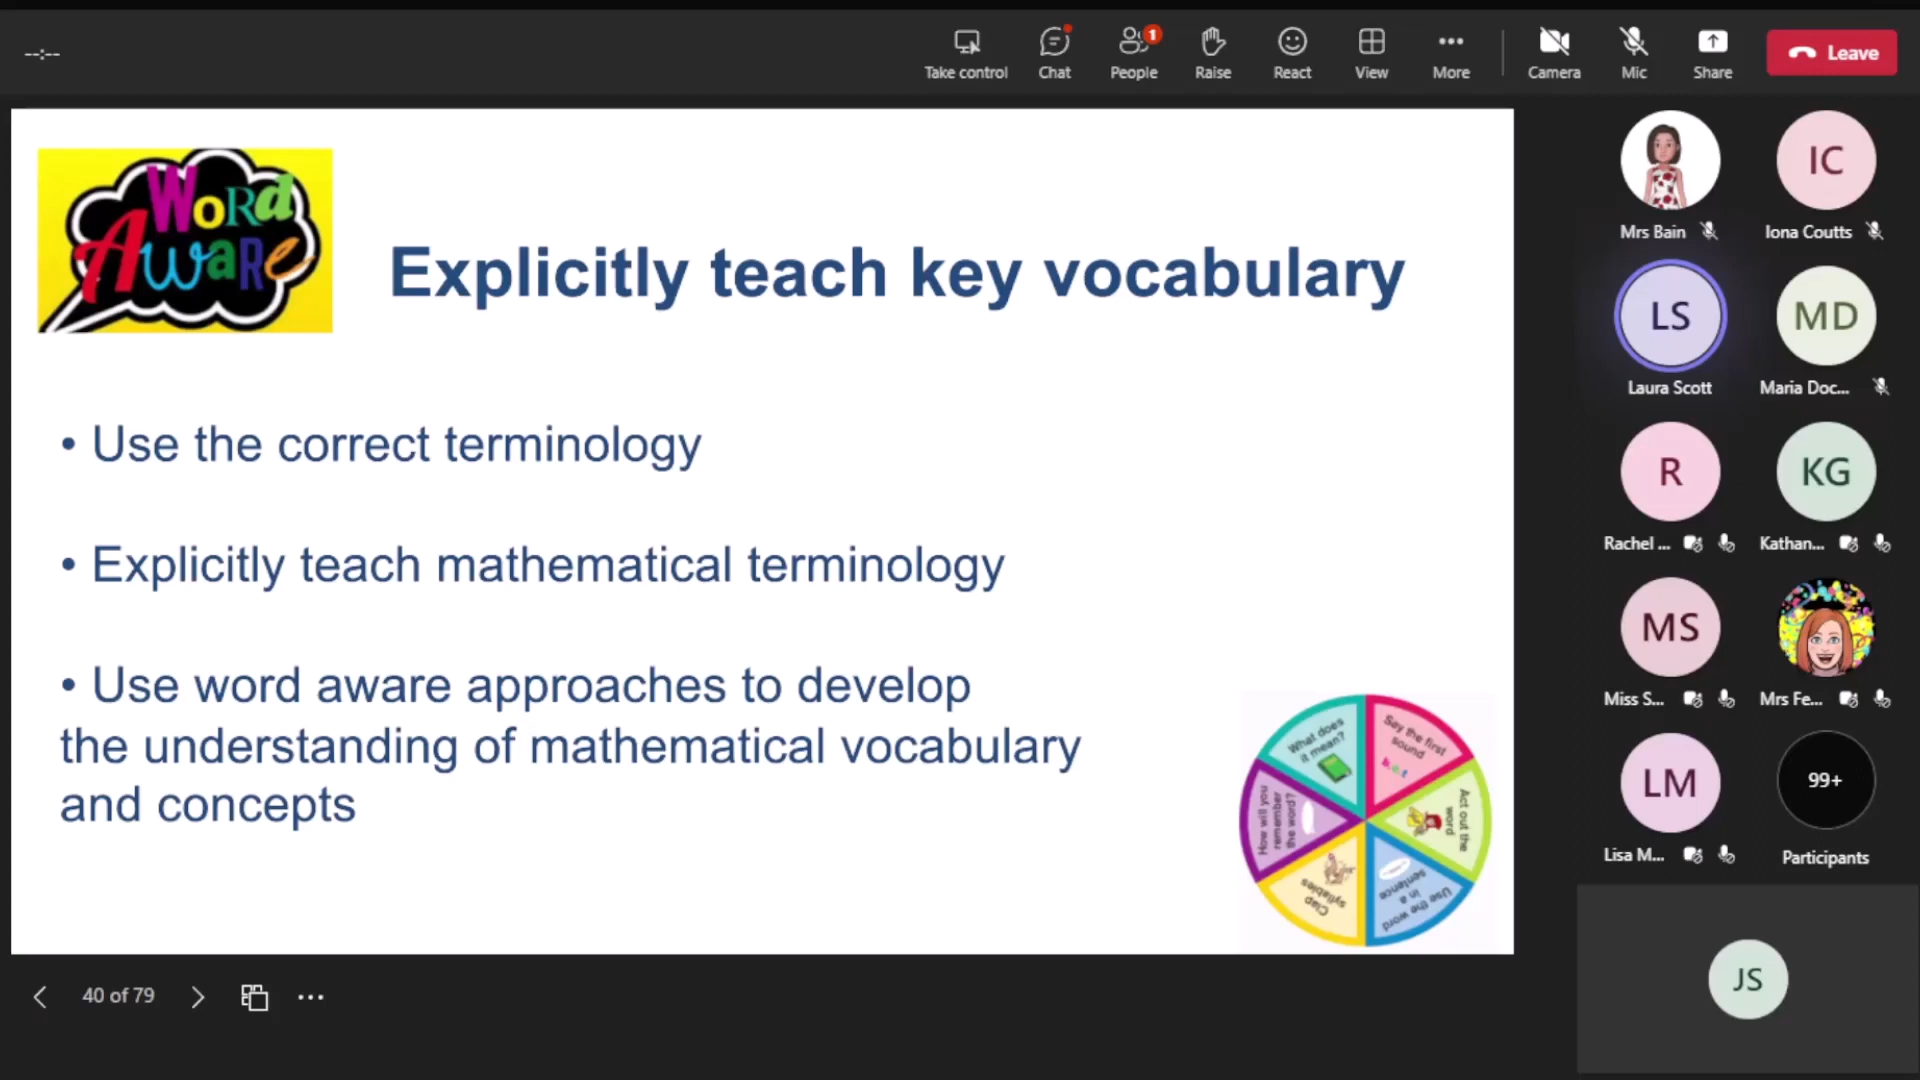 --:--
Take control
Chat
1
People
Raise
React
View
More
Camera
Mic
Share
Leave
WORd
AWARe
Explicitly teach key vocabulary
• Use the correct terminology
• Explicitly teach mathematical terminology
• Use word aware approaches to develop
the understanding of mathematical vocabulary
and concepts
What does
it mean?
Say the first
sound
Act out the
word
Use the word
in a
sentence
Clap
syllables
How will you
remember
the word?
Mrs Bain
IC
Iona Coutts
LS
Laura Scott
MD
Maria Doc...
R
Rachel ...
KG
Kathan...
MS
Miss S...
Mrs Fe...
LM
Lisa M...
99+
Participants
JS
40 of 79